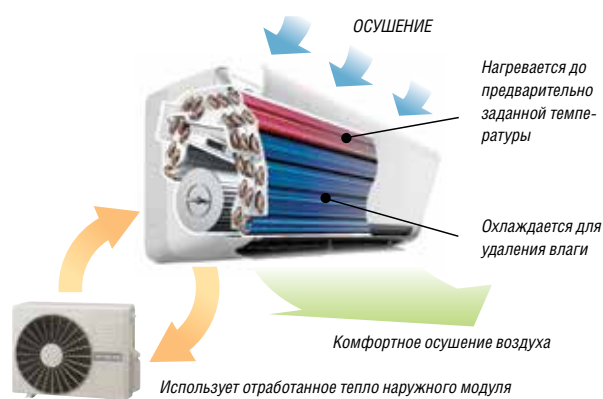 ОСУШЕНИЕ
Нагревается до
предварительно
заданной темпе-
ратуры
Охлаждается для
удаления влаги
Комфортное осушение воздуха
Использует отработанное тепло наружного модуля